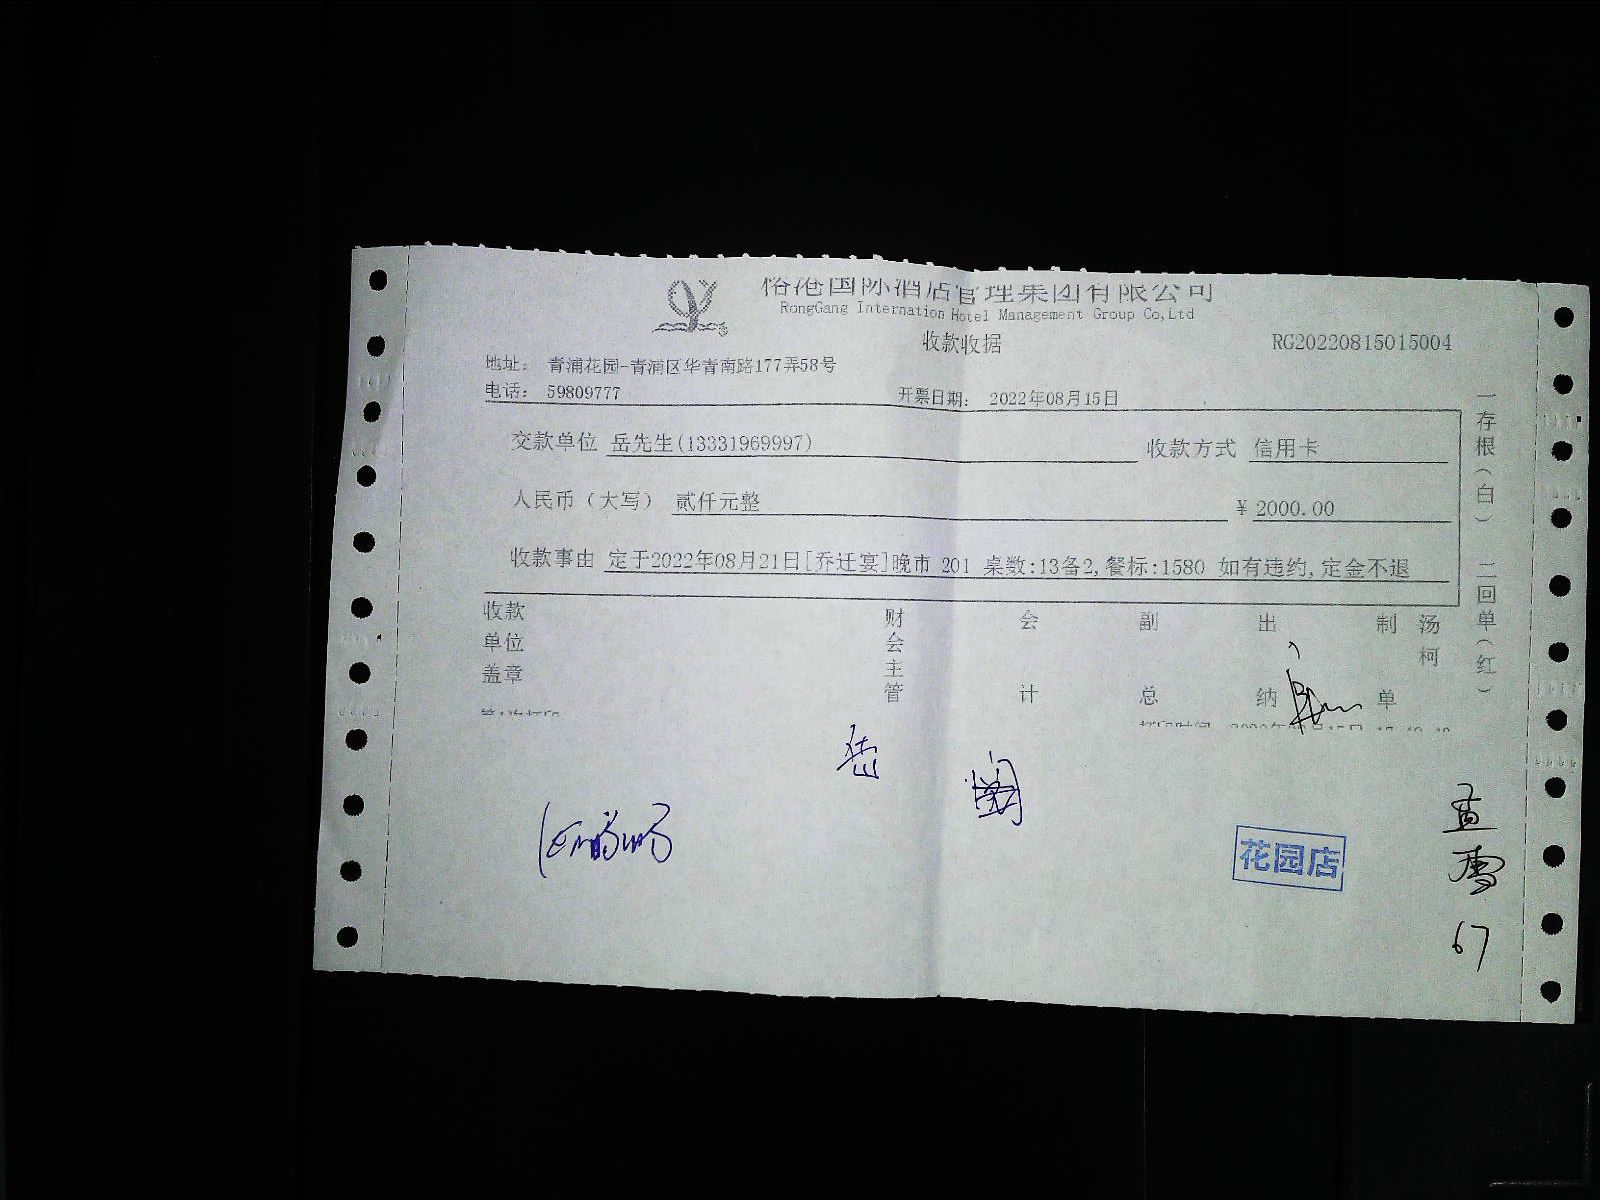 港国际酒店管理集团有限公司
RongGang Internation Hotel Management Group Co,Ltd
收款收据 RG20220815015004
地址： 青浦花园-青浦区华青南路177弄58号
电话： 59809777 开票日期： 2022年08月15日
交款单位 岳先生(13331969997) 收款方式 信用卡
人民币（大写） 贰仟元整 ¥ 2000.00
收款事由 定于2022年08月21日[乔迁宴]晚市 201 桌数:13备2,餐标:1580 如有违约,定金不退
一存根（白） 二回单（红）
收款单位盖章 财会主管 会计 副总 出纳 制单 汤柯
岳
花园店
67